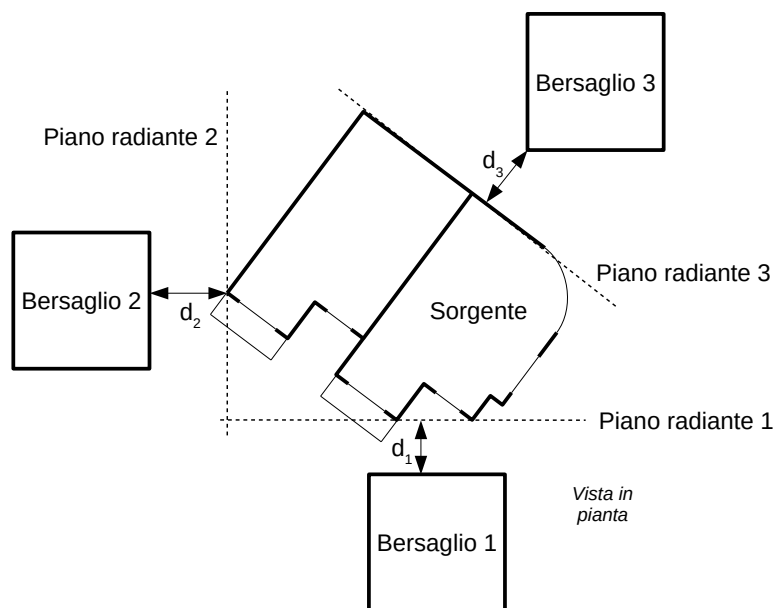 Bersaglio 3
Piano radiante 2
d3
Piano radiante 3
Bersaglio 2
d2
Sorgente
Piano radiante 1
d1
Vista in
pianta
Bersaglio 1